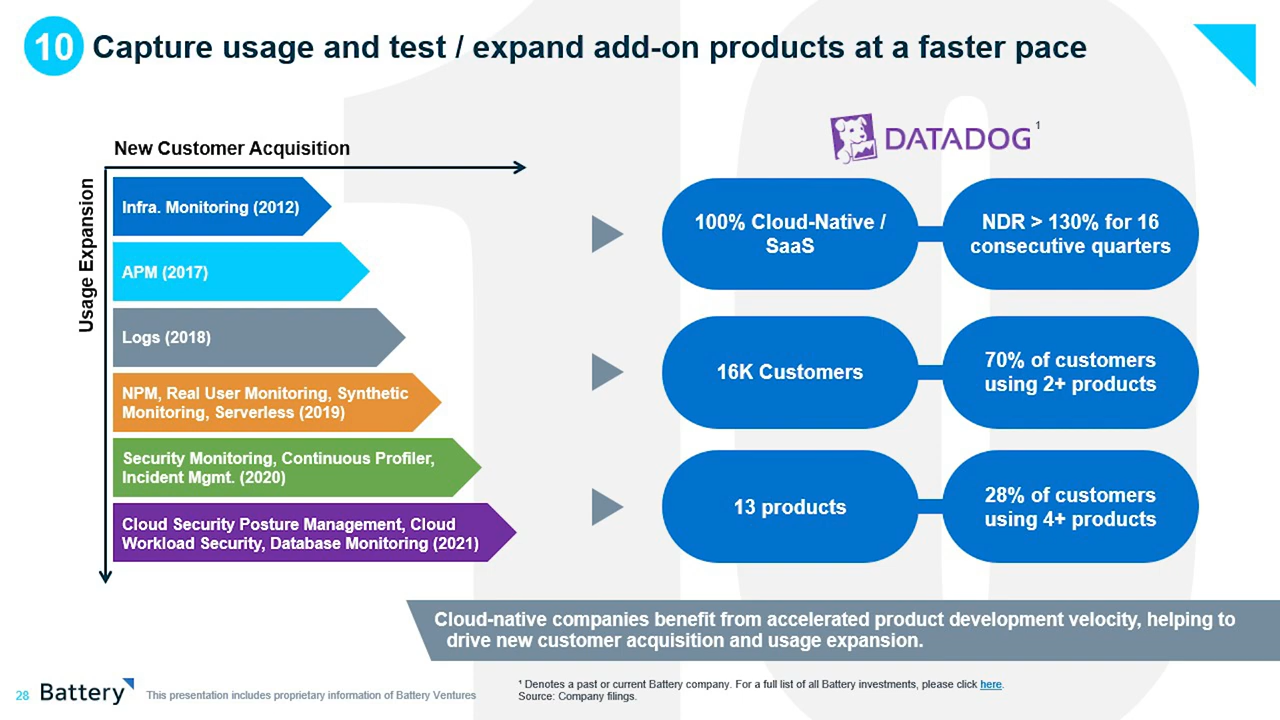 10 Capture usage and test / expand add-on products at a faster pace
New Customer Acquisition
Usage Expansion
Infra. Monitoring (2012)
APM (2017)
Logs (2018)
NPM, Real User Monitoring, Synthetic
Monitoring, Serverless (2019)
Security Monitoring, Continuous Profiler,
Incident Mgmt. (2020)
Cloud Security Posture Management, Cloud
Workload Security, Database Monitoring (2021)
DATADOG ¹
100% Cloud-Native /
SaaS
NDR > 130% for 16
consecutive quarters
16K Customers
70% of customers
using 2+ products
13 products
28% of customers
using 4+ products
Cloud-native companies benefit from accelerated product development velocity, helping to
drive new customer acquisition and usage expansion.
28 Battery This presentation includes proprietary information of Battery Ventures
¹ Denotes a past or current Battery company. For a full list of all Battery investments, please click here.
Source: Company filings.